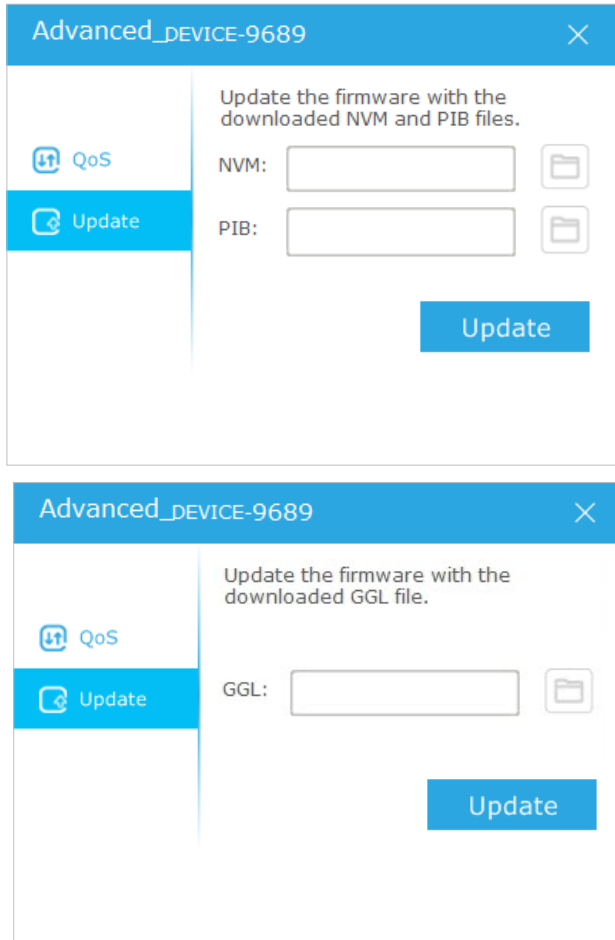 Advanced_DEVICE-9689
Update the firmware with the
downloaded NVM and PIB files.
QoS
NVM:
Update
PIB:
Update
Advanced_DEVICE-9689
Update the firmware with the
downloaded GGL file.
QoS
Update
GGL:
Update